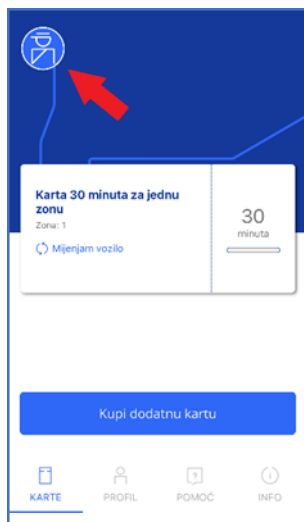 Karta 30 minuta za jednu
zonu
Zona: 1
Mijenjam vozilo
30
minuta
Kupi dodatnu kartu
KARTE
PROFIL
POMOĆ
INFO